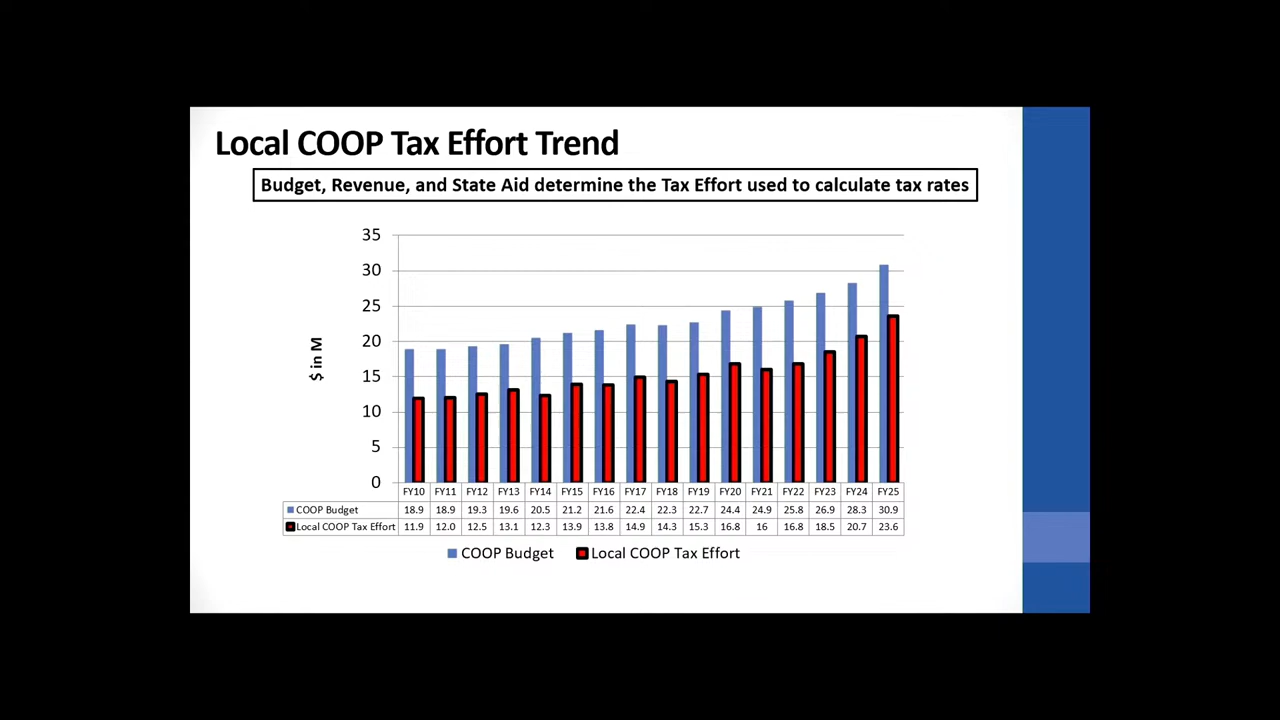 Local COOP Tax Effort Trend
Budget, Revenue, and State Aid determine the Tax Effort used to calculate tax rates
35
30
25
20
15
10
5
0
$ in M
FY10 FY11 FY12 FY13 FY14 FY15 FY16 FY17 FY18 FY19 FY20 FY21 FY22 FY23 FY24 FY25
COOP Budget 18.9 18.9 19.3 19.6 20.5 21.2 21.6 22.4 22.3 22.7 24.4 24.9 25.8 26.9 28.3 30.9
Local COOP Tax Effort 11.9 12.0 12.5 13.1 12.3 13.9 13.8 14.9 14.3 15.3 16.8 16 16.8 18.5 20.7 23.6
COOP Budget Local COOP Tax Effort